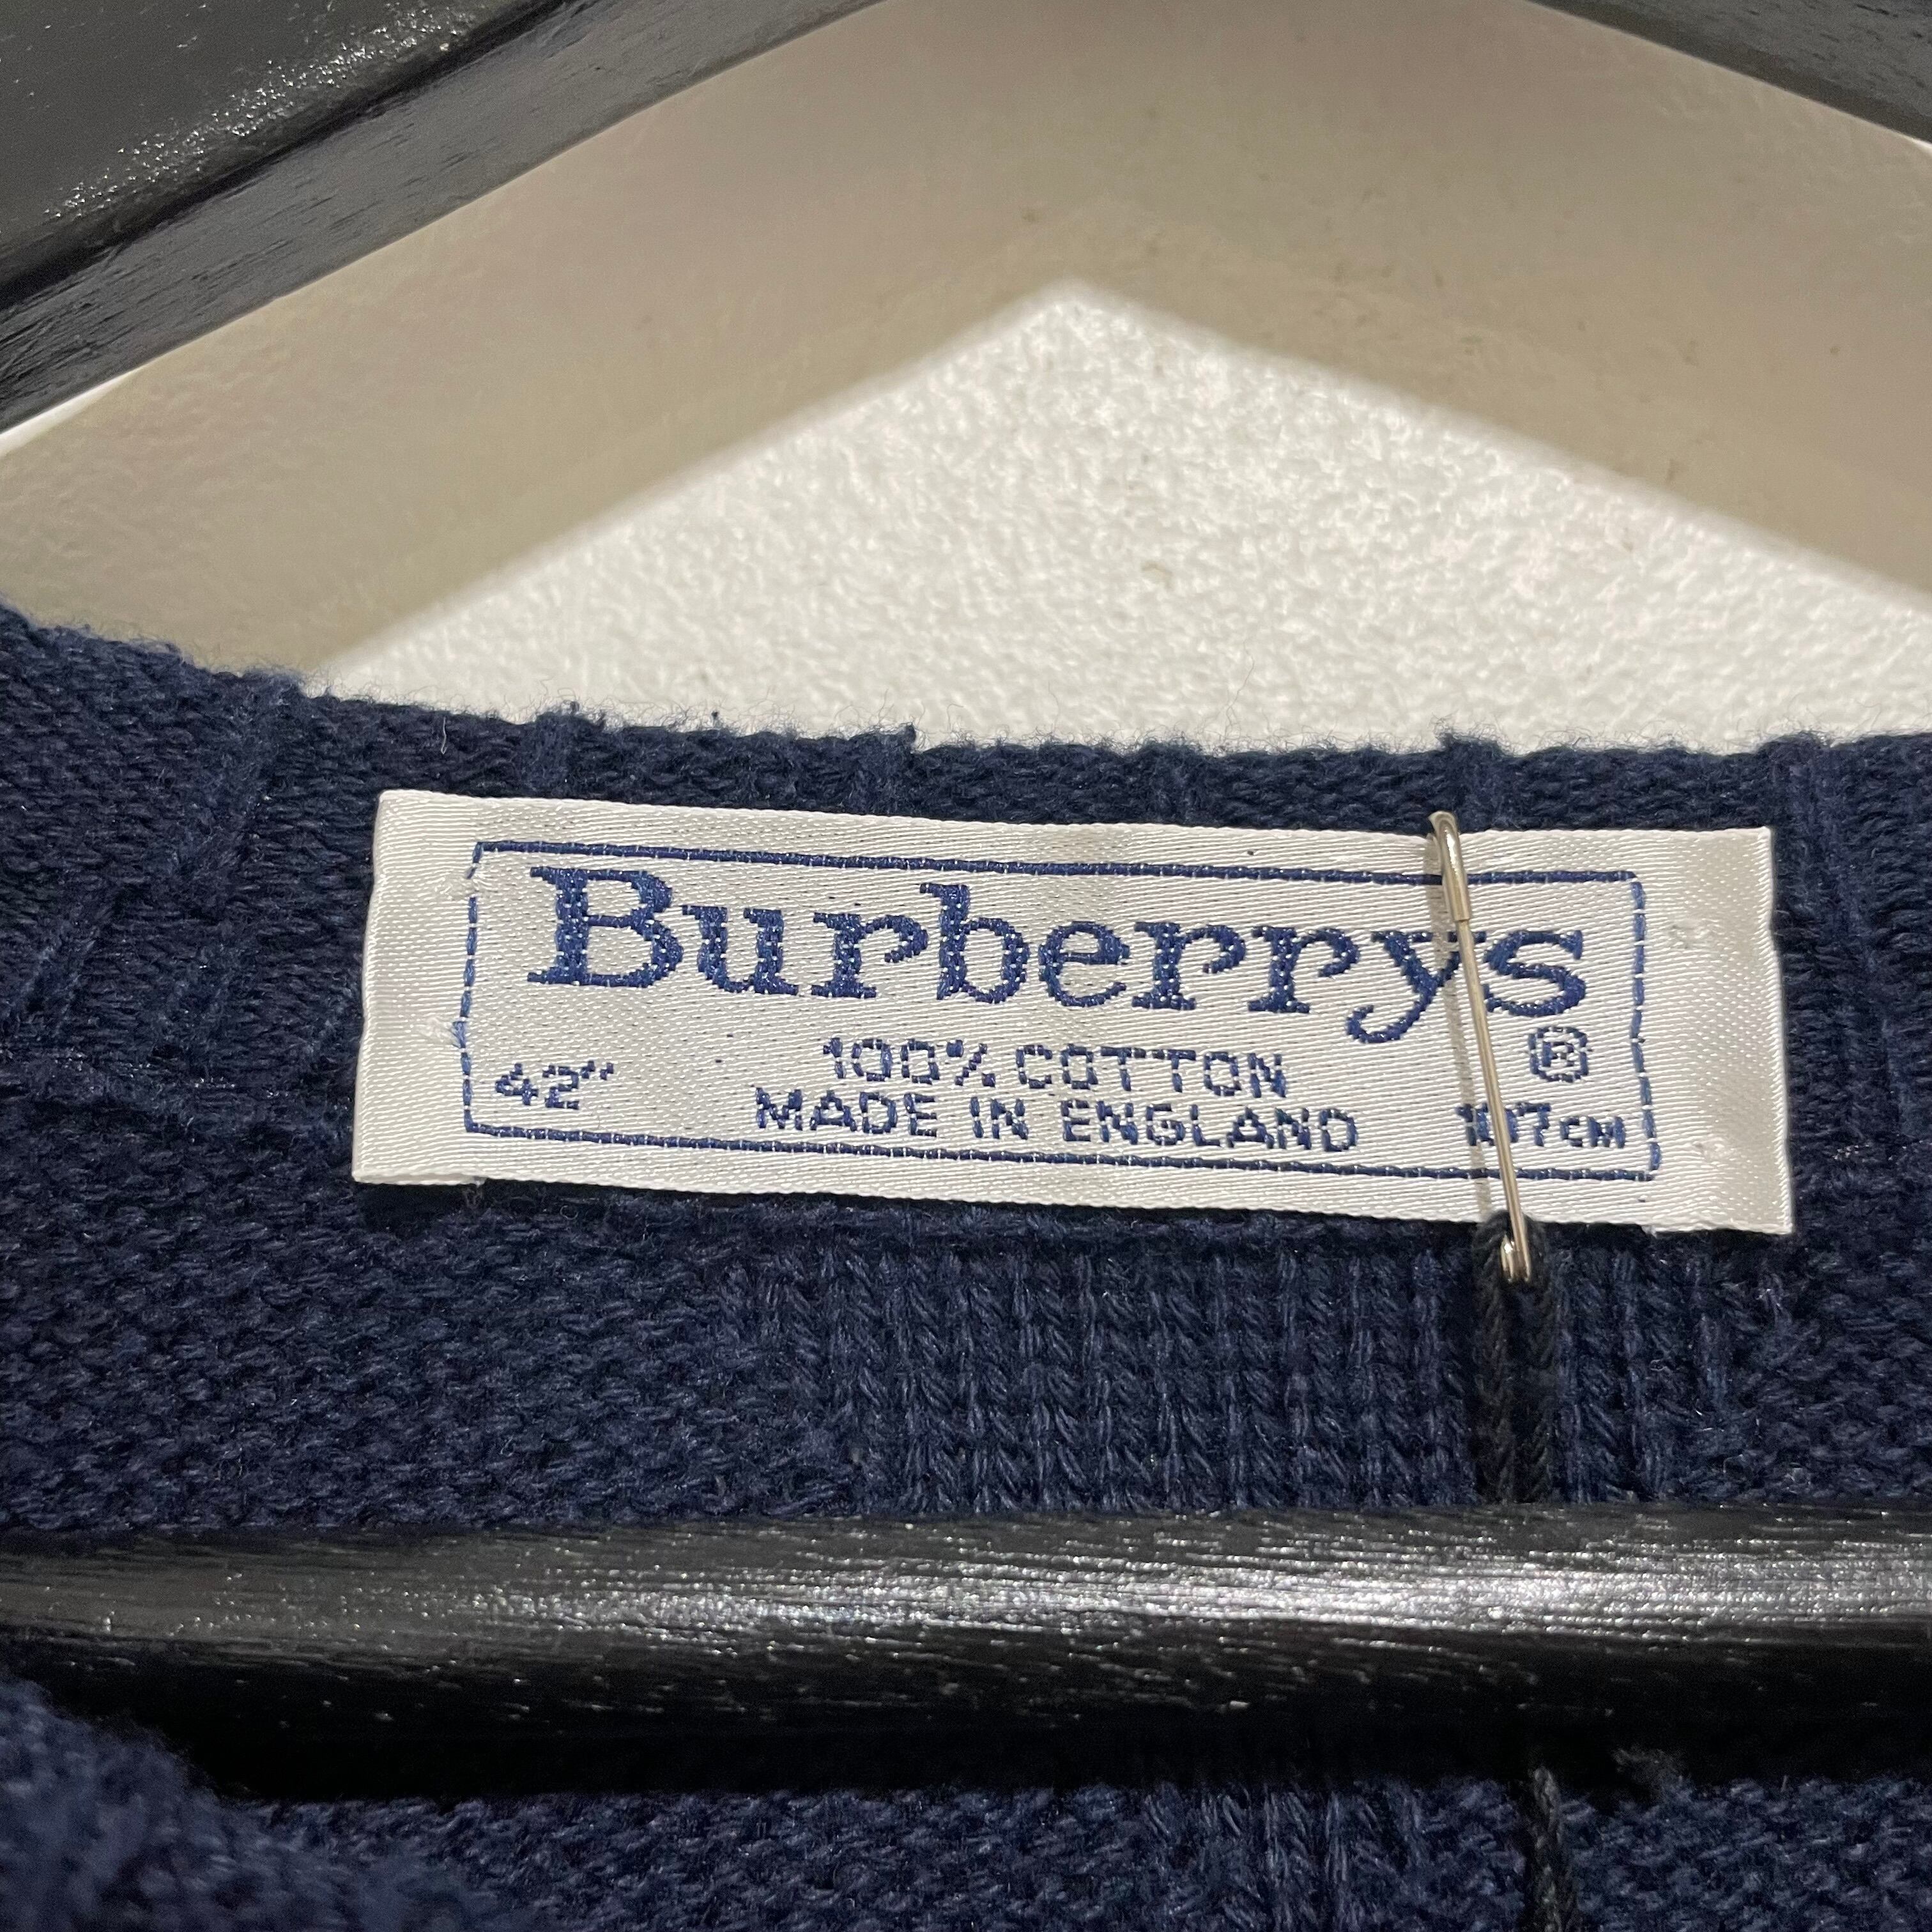 Burberrys
®
100% COTTON
42" MADE IN ENGLAND 107CM